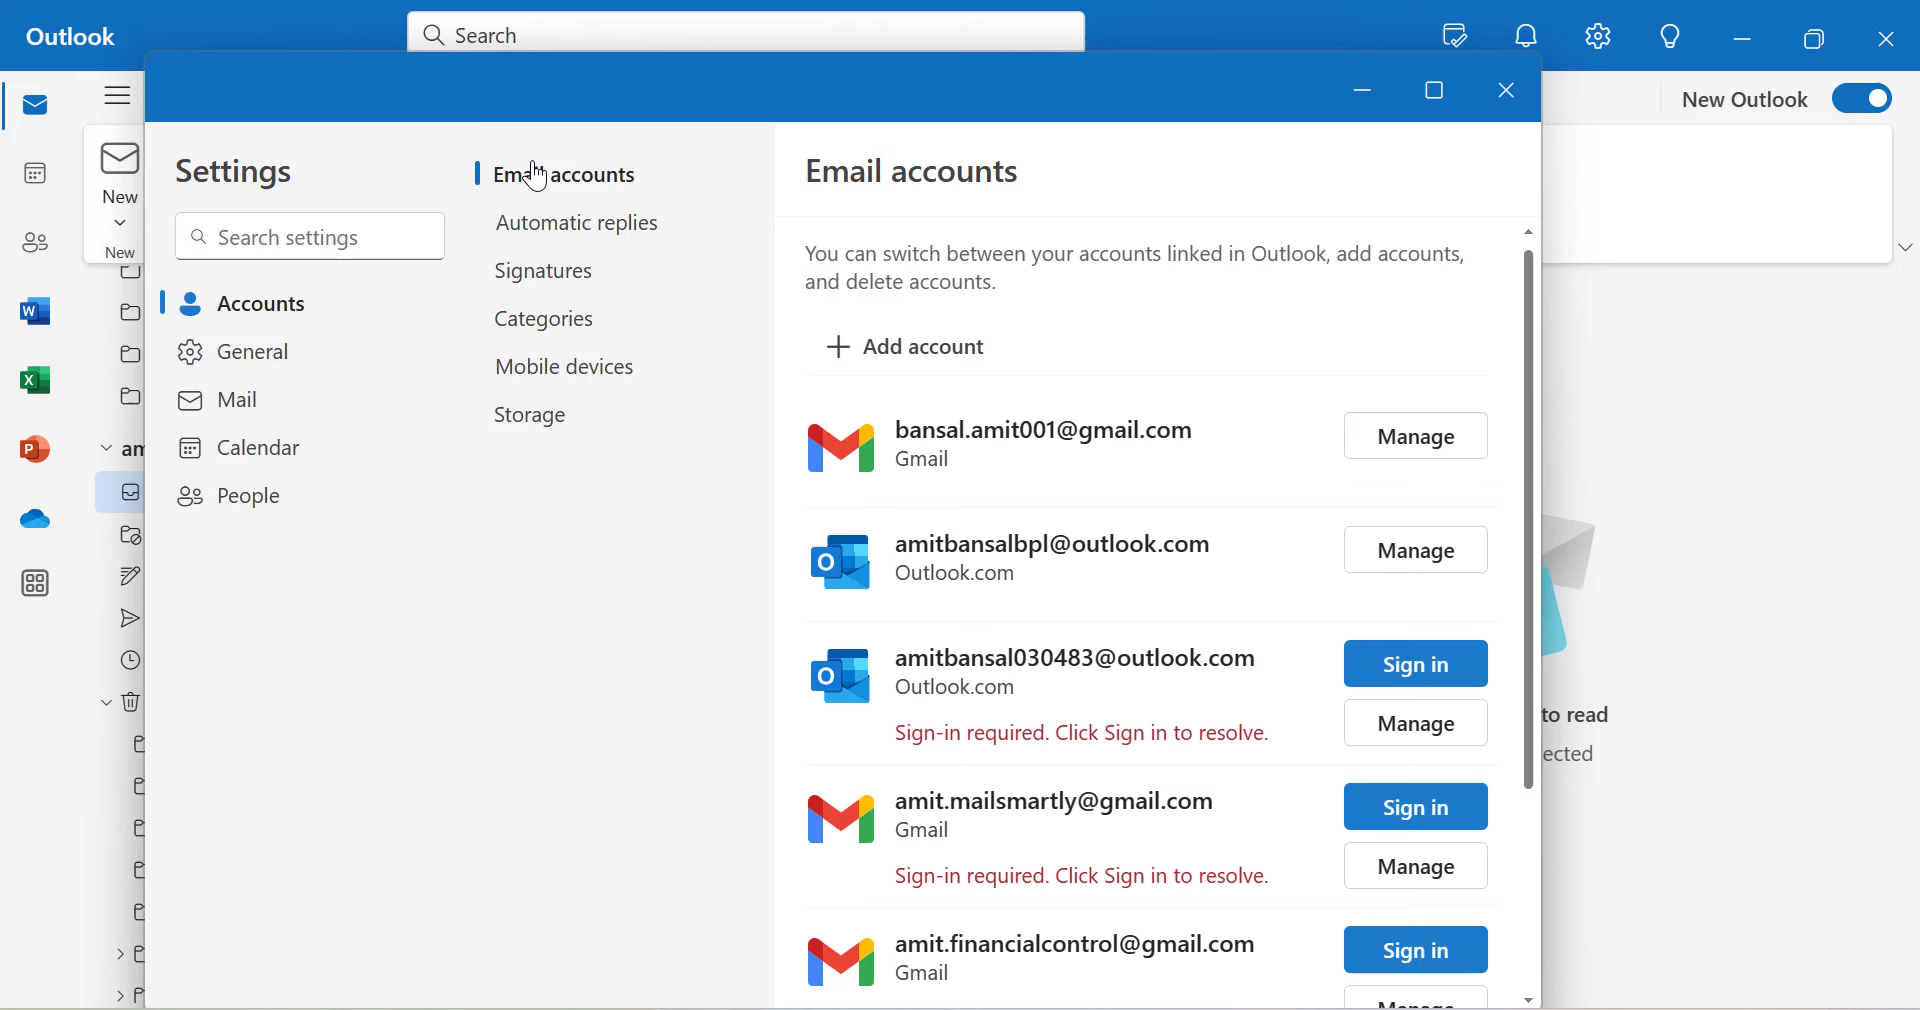 Outlook
Search
New Outlook
New
New
Settings
Search settings
Accounts
General
Mail
Calendar
People
accounts
Automatic replies
Signatures
Categories
Mobile devices
Storage
Email accounts
You can switch between your accounts linked in Outlook, add accounts,
and delete accounts.
Add account
bansal.amit001@gmail.com
Gmail
Manage
amitbansalbpl@outlook.com
Outlook.com
Manage
amitbansal030483@outlook.com
Outlook.com
Sign-in required. Click Sign in to resolve.
Sign in
Manage
amit.mailsmartly@gmail.com
Gmail
Sign-in required. Click Sign in to resolve.
Sign in
Manage
amit.financialcontrol@gmail.com
Gmail
Sign in
to read